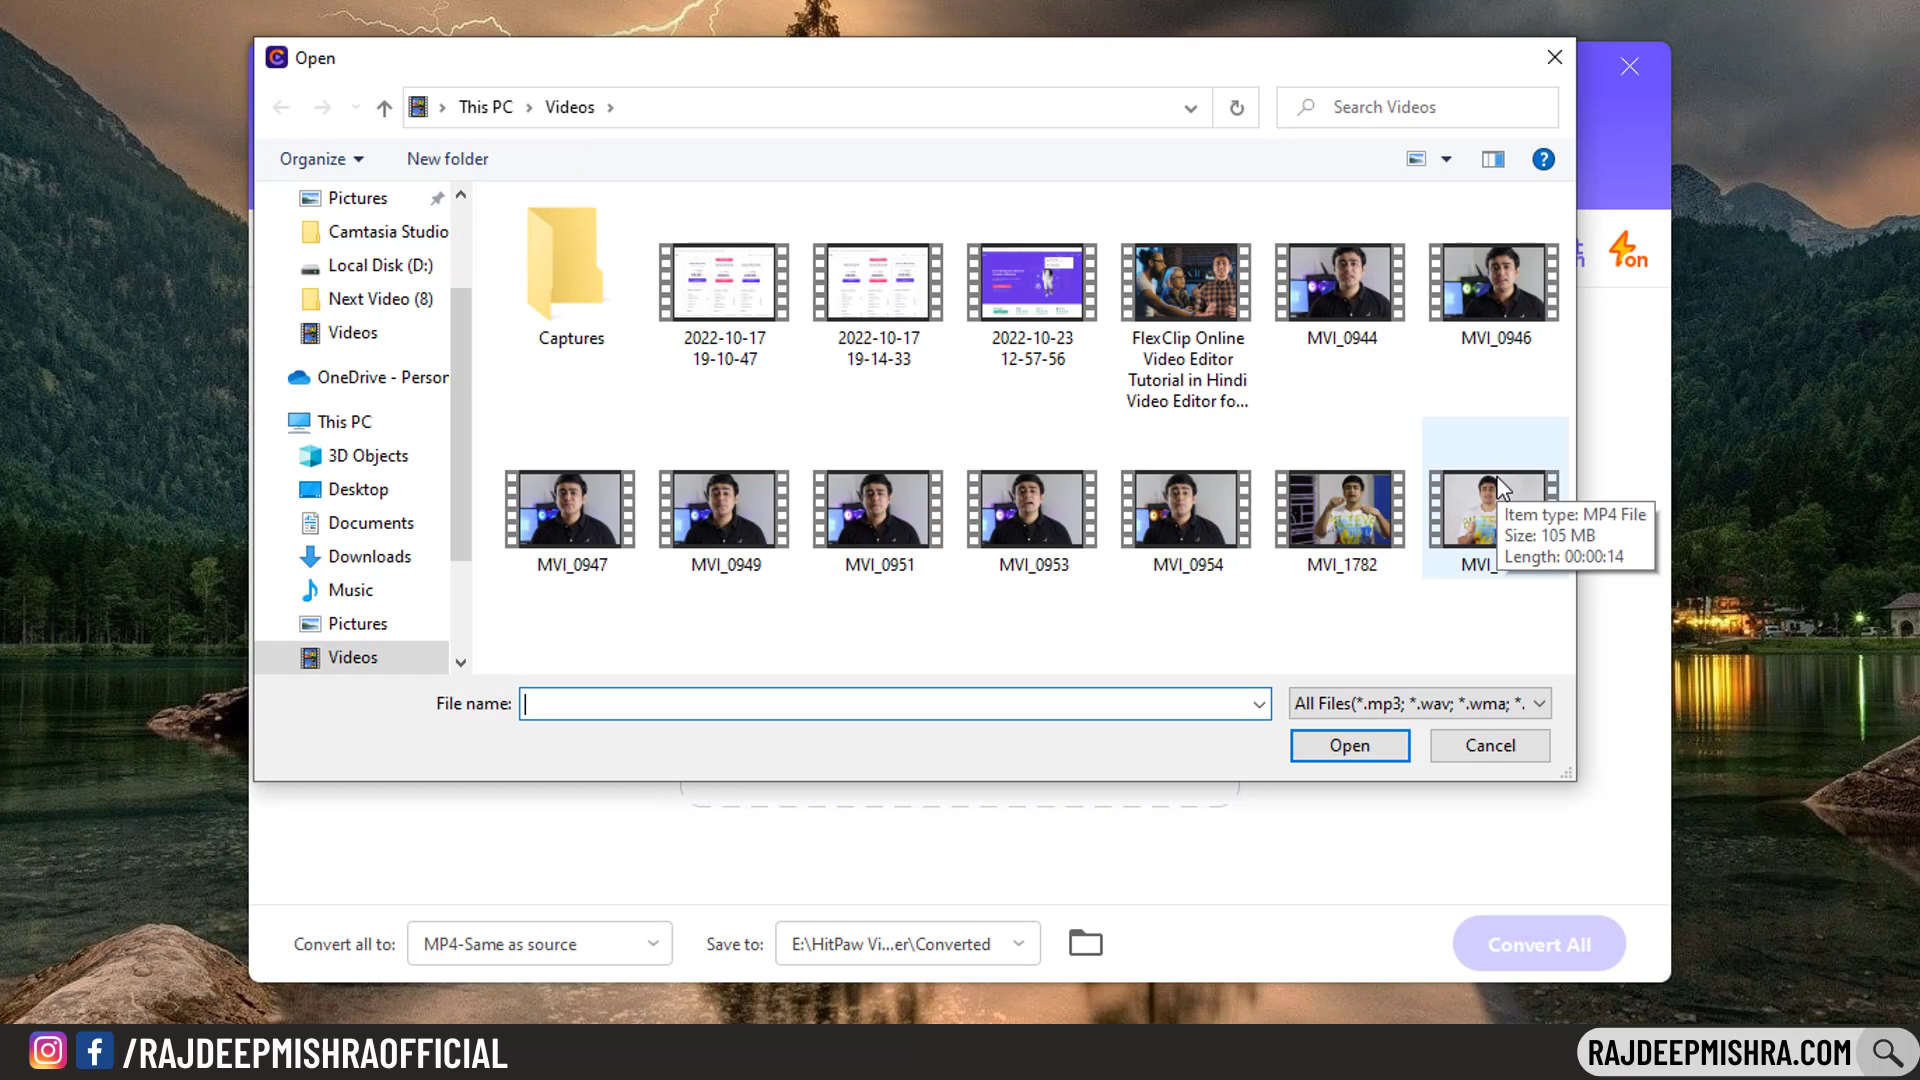 Open
This PC
Videos
Search Videos
Organize
New folder
Pictures
Camtasia Studio
Local Disk (D:)
Next Video (8)
Videos
OneDrive - Person
This PC
3D Objects
Desktop
Documents
Downloads
Music
Pictures
Videos
Captures
2022-10-17
19-10-47
2022-10-17
19-14-33
2022-10-23
12-57-56
FlexClip Online
Video Editor
Tutorial in Hindi
Video Editor fo...
MVI_0944
MVI_0946
MVI_0947
MVI_0949
MVI_0951
MVI_0953
MVI_0954
MVI_1782
MVI_
Item type: MP4 File
Size: 105 MB
Length: 00:00:14
on
File name:
All Files(*.mp3; *.wav; *.wma; *.
Open
Cancel
Convert all to:
MP4-Same as source
Save to:
E:\HitPaw Vi...er\Converted
Convert All
/RAJDEEPMISHRAOFFICIAL
RAJDEEPMISHRA.COM